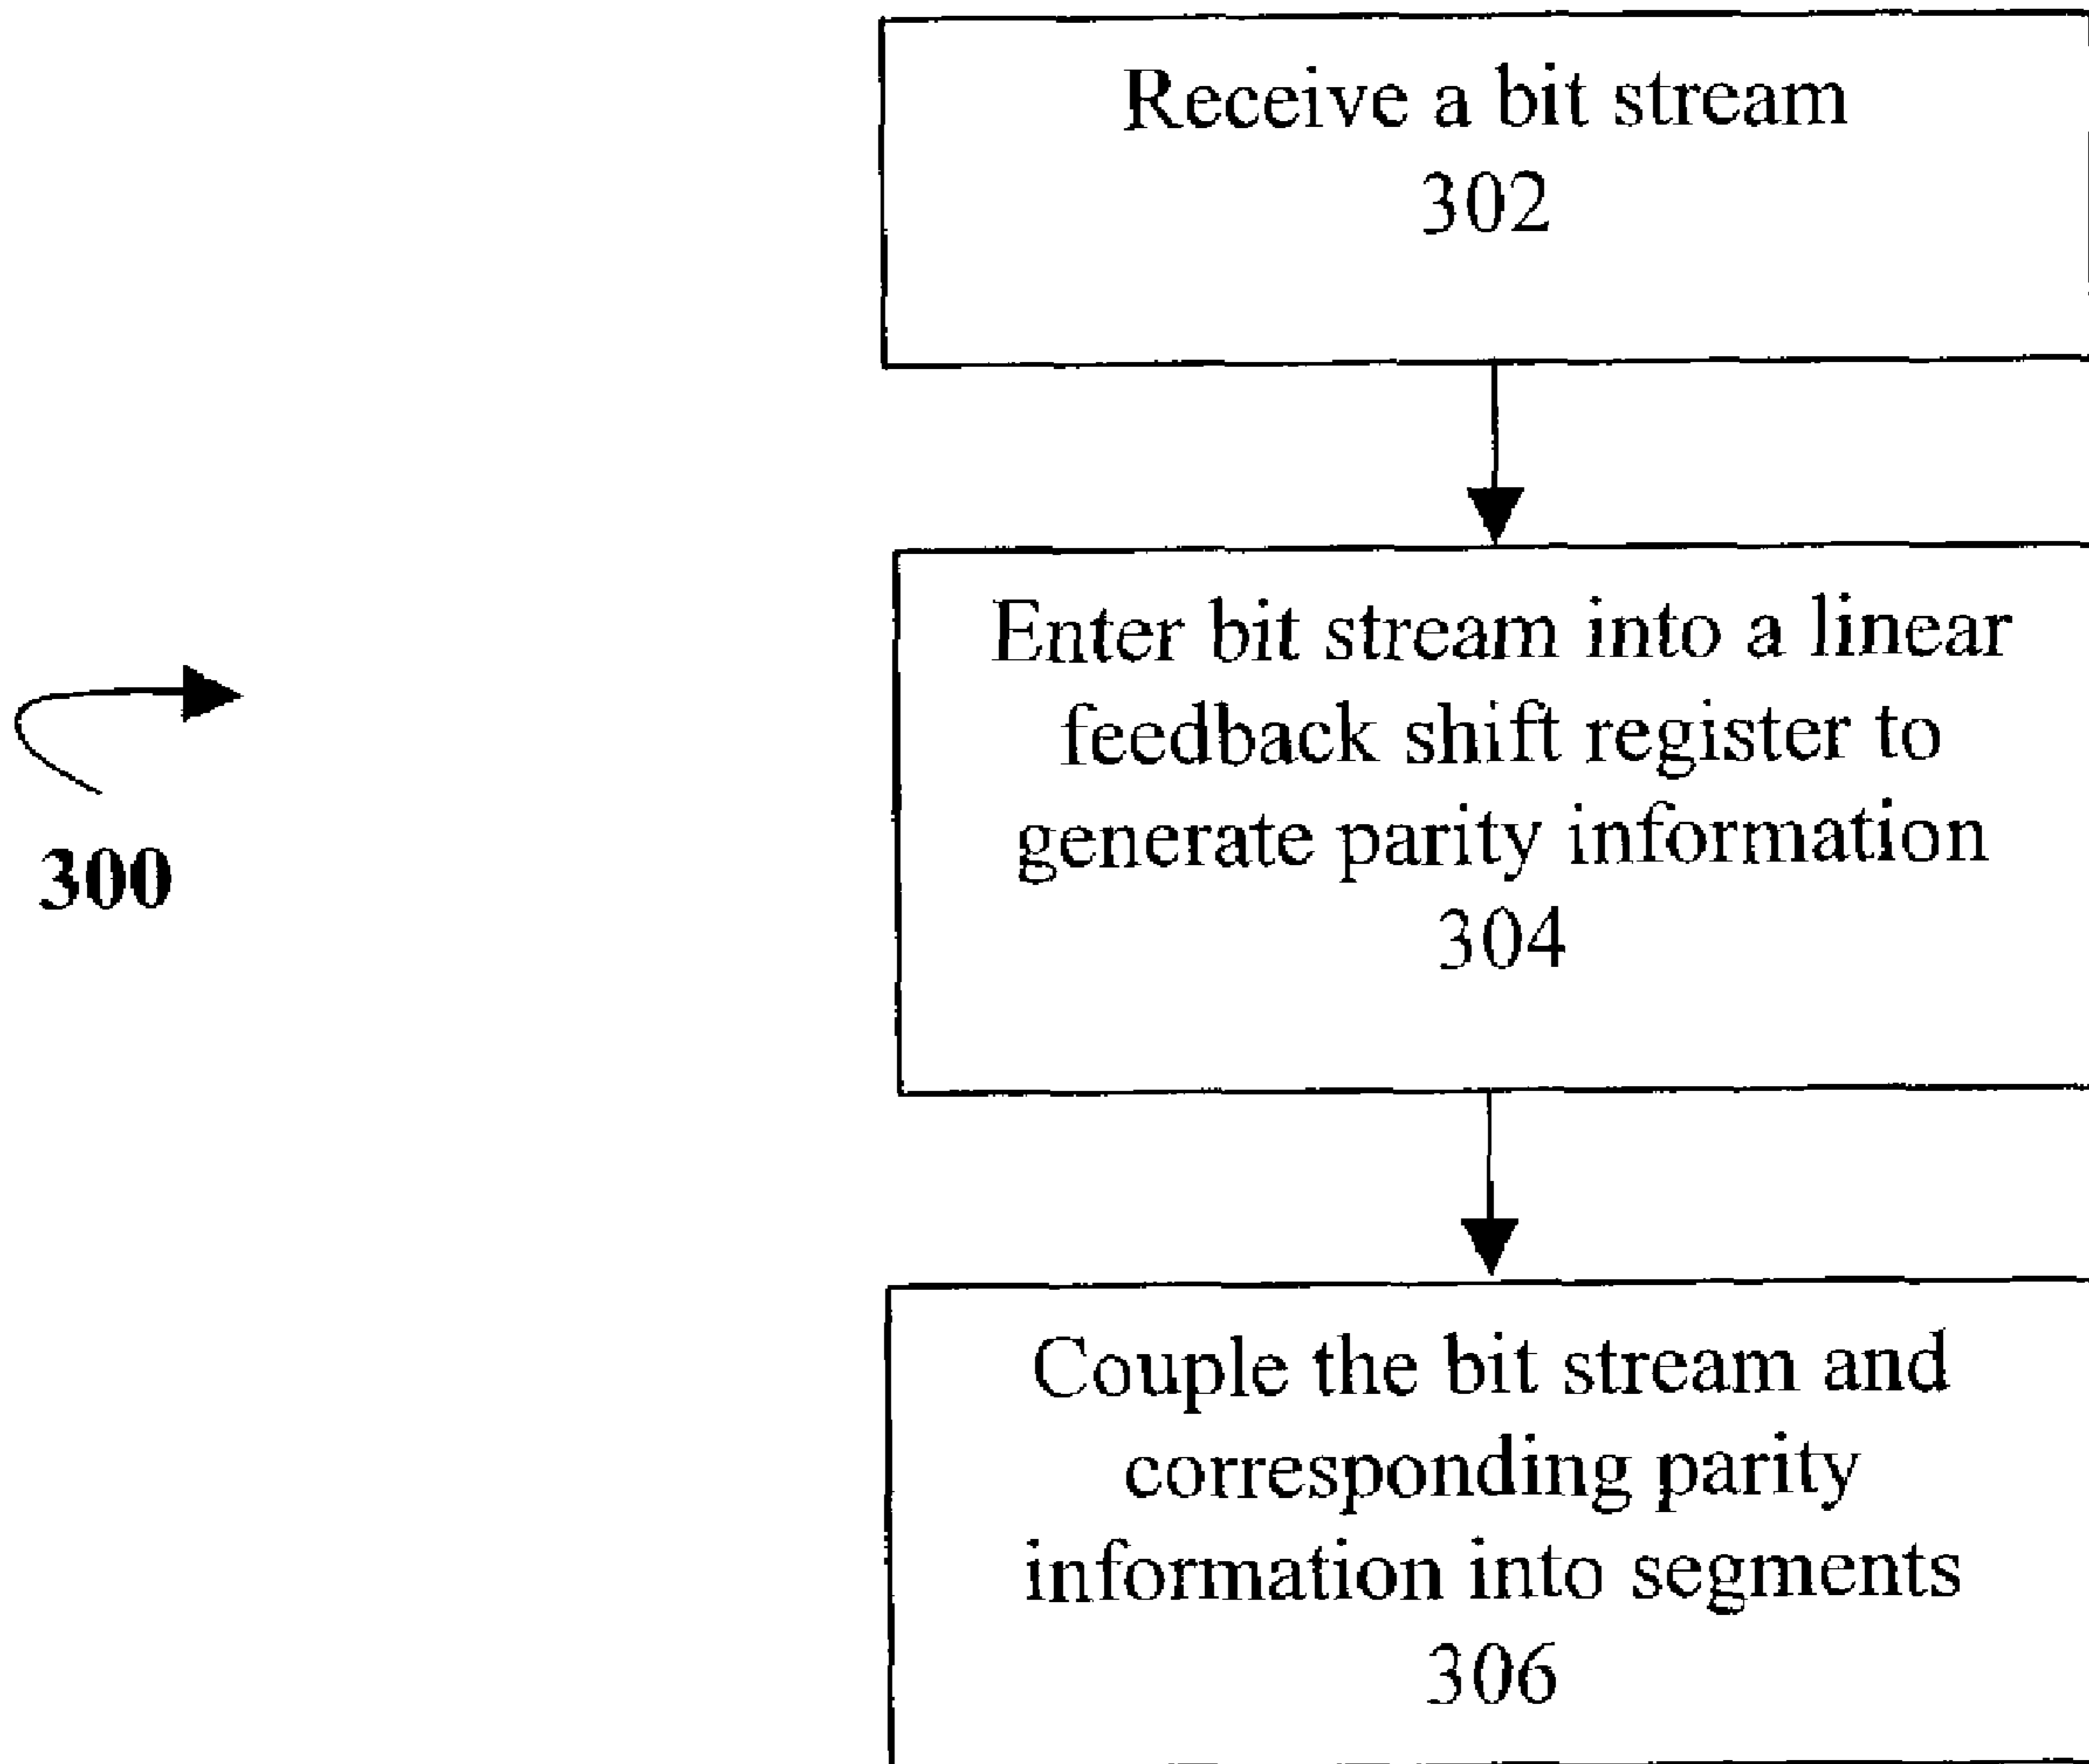 Receive a bit stream
302
Enter bit stream into a linear
feedback shift register to
generate parity information
304
300
Couple the bit stream and
corresponding parity
information into segments
306